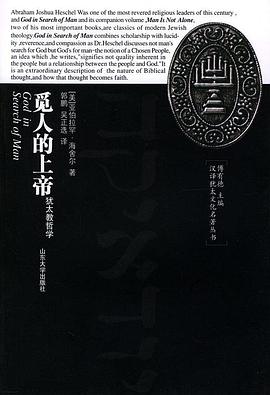 Abraham Joshua Heschel Was one of the most revered religious leaders of this century ,
and God in Search of Man and its companion volume ,Man Is Not Alone,
two of his most important books,are classics of modern Jewish
theology.God in Search of Man combines scholarship with lucid-
ity ,reverence,and compassion as Dr.Heschel discusses not man's
search for God but God's for man-the notion of a Chosen People,
an idea which ,he writes,"signifies not quality inherent in
the people but a relationship between the people and God."It
is an extraordinary description of the nature of Biblical
thought,and how that thought becomes faith.
觅人的上帝
God in
Search of Man
犹太教哲学
[美]亚伯拉罕·海舍尔 著
郭鹏 吴正选 译
山东大学出版社
傅有德 主编
汉译犹太文化名著丛书